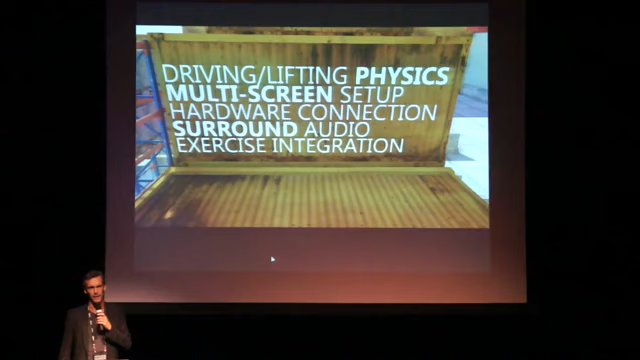 DRIVING/LIFTING PHYSICS
MULTI-SCREEN SETUP
HARDWARE CONNECTION
SURROUND AUDIO
EXERCISE INTEGRATION